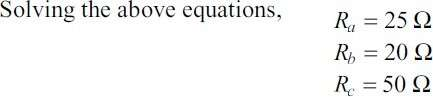 Solving the above equations, R_a = 25 Ω
R_b = 20 Ω
R_c = 50 Ω